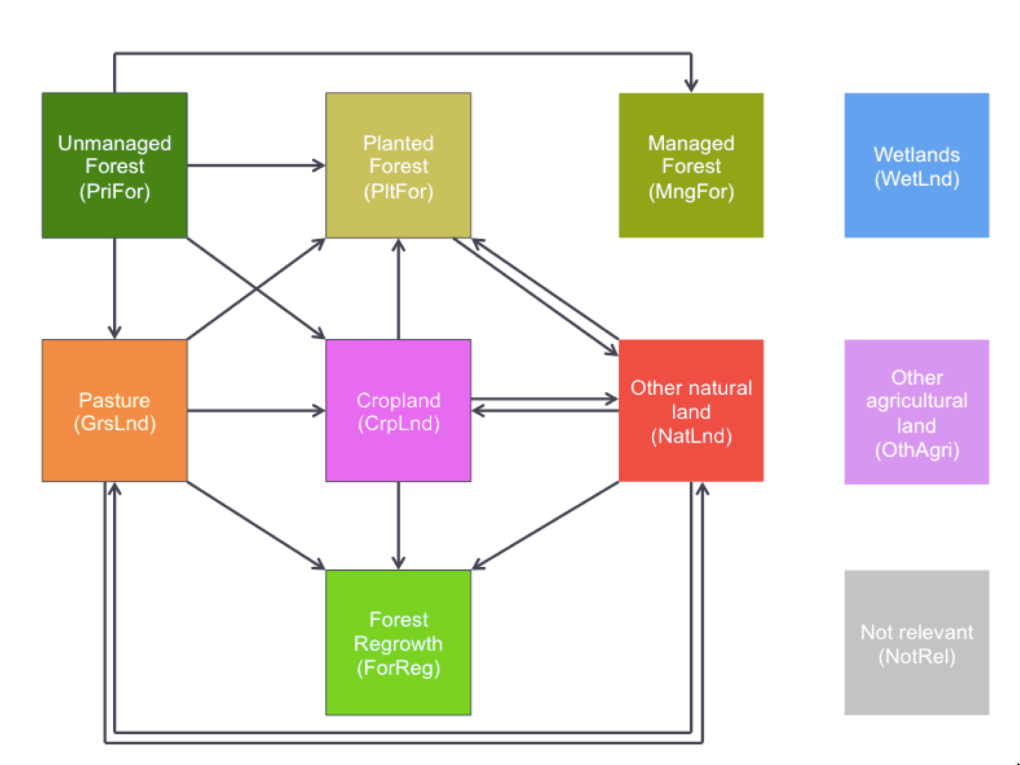 Unmanaged
Forest
(PriFor)
Planted
Forest
(PltFor)
Managed
Forest
(MngFor)
Wetlands
(WetLnd)
Pasture
(GrsLnd)
Cropland
(CrpLnd)
Other natural
land
(NatLnd)
Other
agricultural
land
(OthAgri)
Forest
Regrowth
(ForReg)
Not relevant
(NotRel)